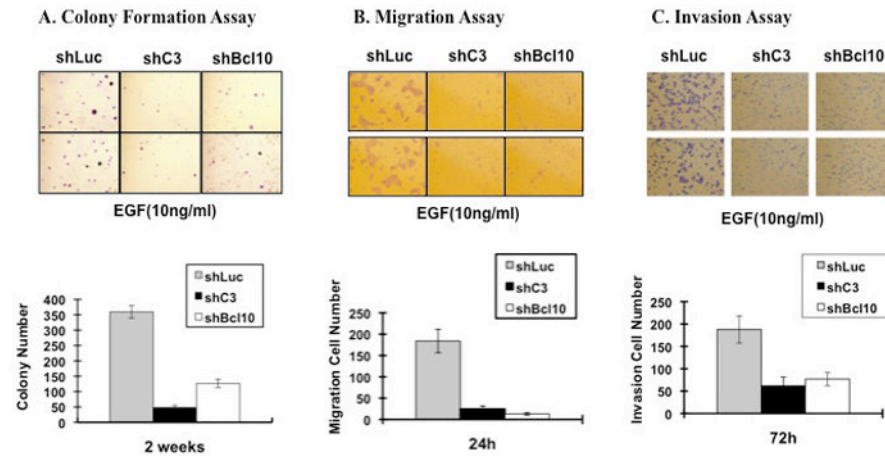 A. Colony Formation Assay
shLuc shC3 shBcl10
EGF(10ng/ml)
shLuc
shC3
shBcl10
Colony Number
400
350
300
250
200
150
100
50
0
2 weeks
B. Migration Assay
shLuc shC3 shBcl10
EGF(10ng/ml)
shLuc
shC3
shBcl10
Migration Cell Number
250
200
150
100
50
0
24h
C. Invasion Assay
shLuc shC3 shBcl10
EGF(10ng/ml)
shLuc
shC3
shBcl10
Invasion Cell Number
250
200
150
100
50
0
72h